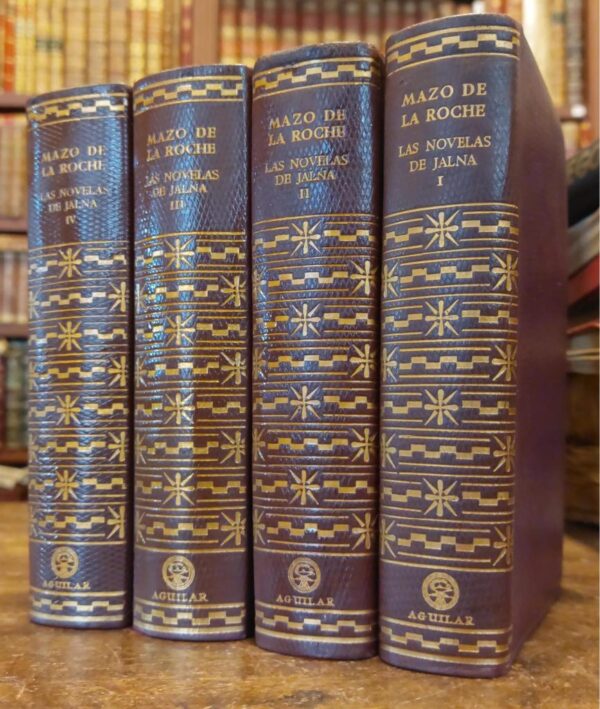 MAZO DE
LA ROCHE
LAS NOVELAS
DE JALNA
IV
AGUILAR
MAZO DE
LA ROCHE
LAS NOVELAS
DE JALNA
III
AGUILAR
MAZO DE
LA ROCHE
LAS NOVELAS
DE JALNA
II
AGUILAR
MAZO DE
LA ROCHE
LAS NOVELAS
DE JALNA
I
AGUILAR